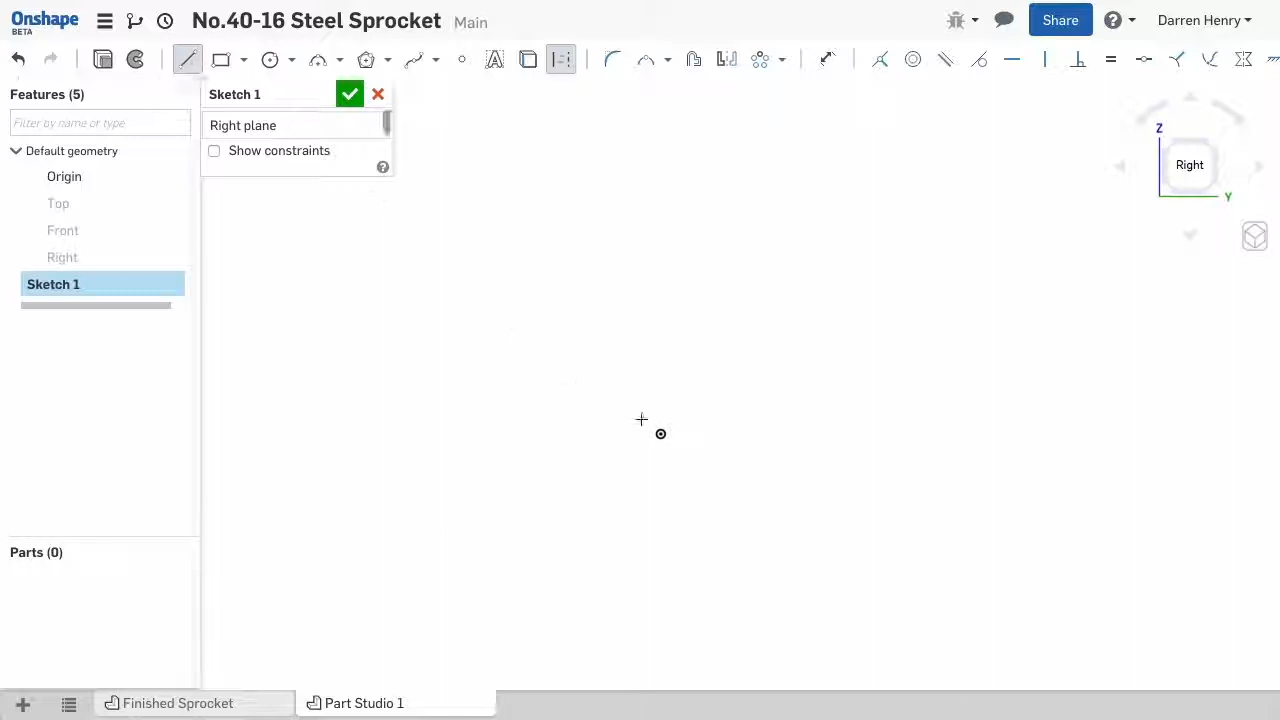 Onshape
BETA
No.40-16 Steel Sprocket Main
Share
Darren Henry
Features (5)
Filter by name or type
Default geometry
Origin
Top
Front
Right
Sketch 1
Parts (0)
Sketch 1
Right plane
Show constraints
Z
Right
Y
Finished Sprocket
Part Studio 1